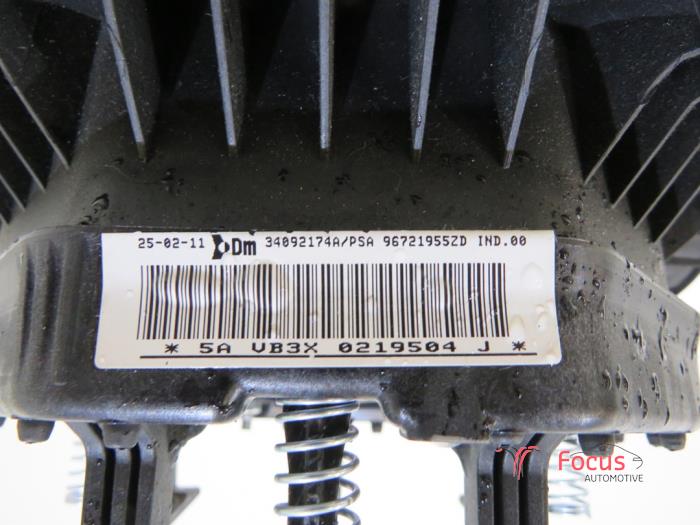 25-02-11 Dm 34092174A/PSA 96721955ZD IND.00
* 5A VB3X 0219504 J *
Focus
AUTOMOTIVE